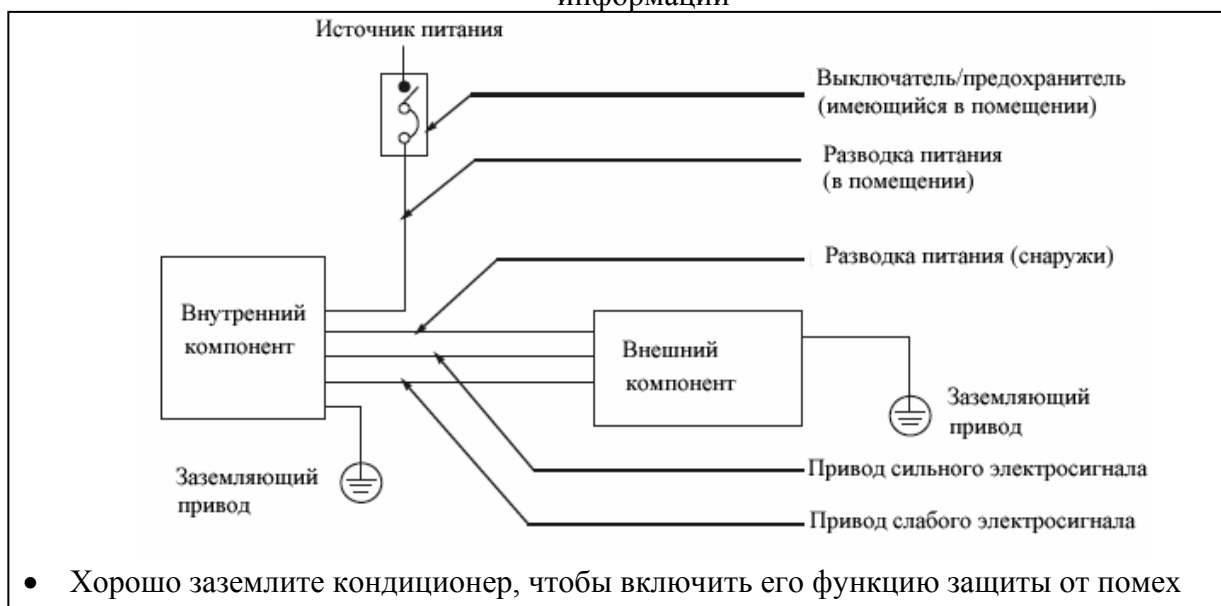 информации
Источник питания
Выключатель/предохранитель
(имеющийся в помещении)
Разводка питания
(в помещении)
Разводка питания (снаружи)
Внутренний
компонент
Внешний
компонент
Заземляющий
привод
Заземляющий
привод
Привод сильного электросигнала
Привод слабого электросигнала
• Хорошо заземлите кондиционер, чтобы включить его функцию защиты от помех